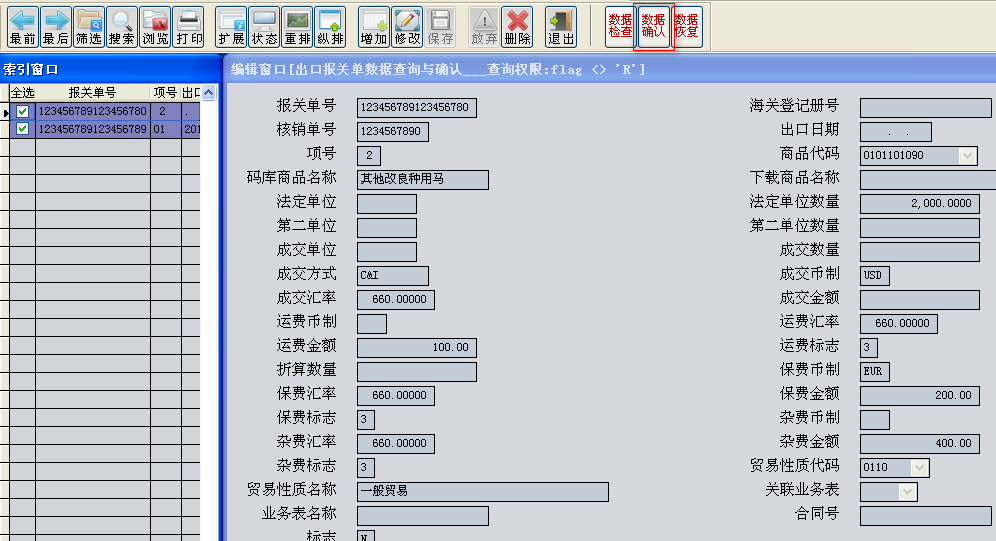 最前 最后 筛选 搜索 浏览 打印 扩展 状态 重排 纵排 增加 修改 保存 放弃 删除 退出 数据检查 数据确认 数据恢复
索引窗口
全选 报关单号 项号 出口
123456789123456780 2 .
123456789123456789 01 201
编辑窗口[出口报关单数据查询与确认___查询权限:flag <> 'R']
报关单号 123456789123456780 海关登记册号
核销单号 1234567890 出口日期 . .
项号 2 商品代码 0101101090
码库商品名称 其他改良种用马 下载商品名称
法定单位 法定单位数量 2,000.0000
第二单位 第二单位数量
成交单位 成交数量
成交方式 C&I 成交币制 USD
成交汇率 660.00000 成交金额
运费币制 运费汇率 660.00000
运费金额 100.00 运费标志 3
折算数量 保费币制 EUR
保费汇率 660.00000 保费金额 200.00
保费标志 3 杂费币制
杂费汇率 660.00000 杂费金额 400.00
杂费标志 3 贸易性质代码 0110
贸易性质名称 一般贸易 关联业务表
业务表名称 合同号
标志 N